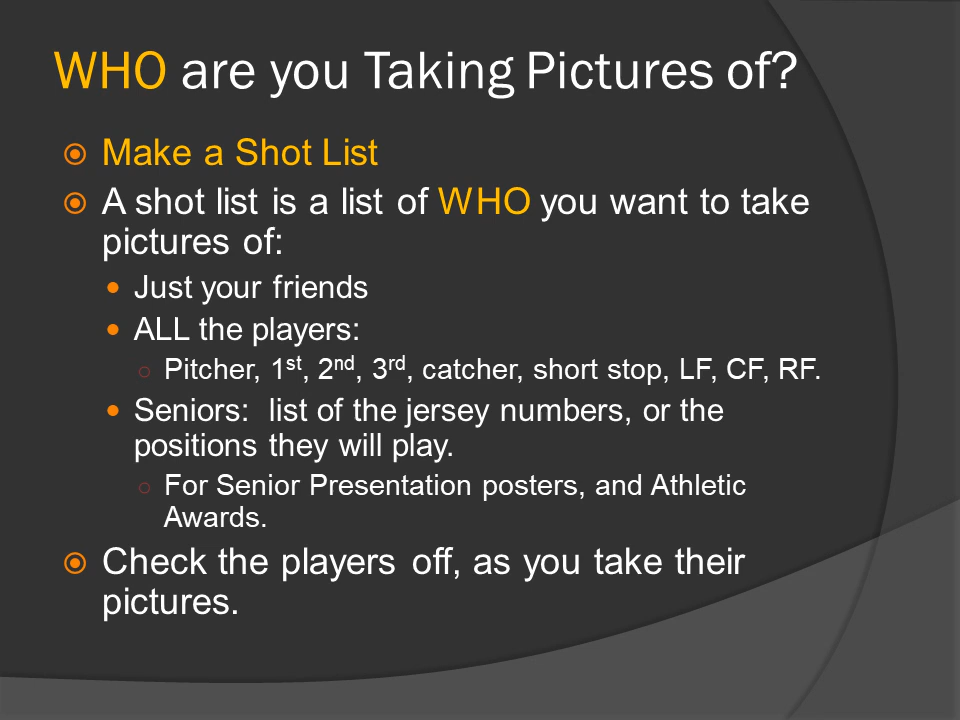 WHO are you Taking Pictures of?
Make a Shot List
A shot list is a list of WHO you want to take
pictures of:
Just your friends
ALL the players:
Pitcher, 1st, 2nd, 3rd, catcher, short stop, LF, CF, RF.
Seniors:  list of the jersey numbers, or the
positions they will play.
For Senior Presentation posters, and Athletic
Awards.
Check the players off, as you take their
pictures.